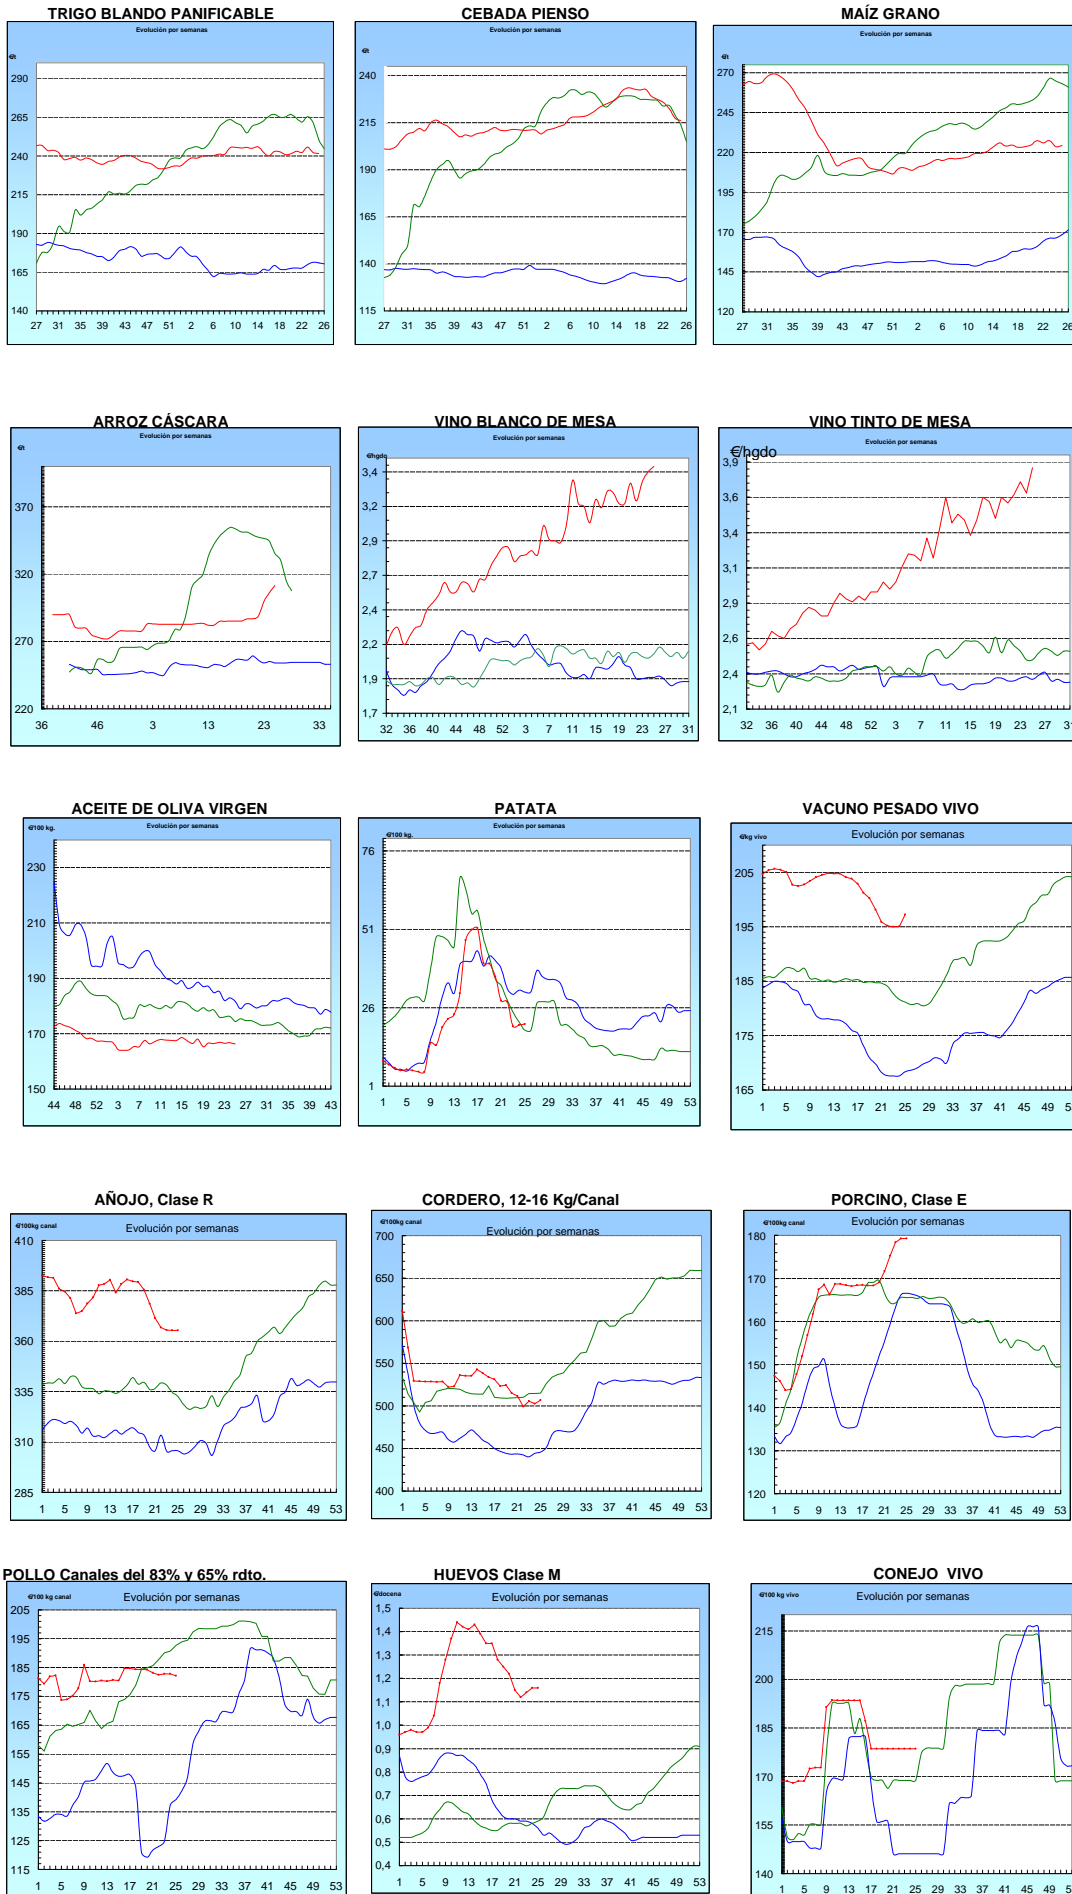 TRIGO BLANDO PANIFICABLE
Evolución por semanas
€/t
290
265
240
215
190
165
140
27 31 35 39 43 47 51 2 6 10 14 18 22 26
CEBADA PIENSO
Evolución por semanas
€/t
240
215
190
165
140
115
27 31 35 39 43 47 51 2 6 10 14 18 22 26
MAÍZ GRANO
Evolución por semanas
€/t
270
245
220
195
170
145
120
27 31 35 39 43 47 51 2 6 10 14 18 22 26
ARROZ CÁSCARA
Evolución por semanas
€/t
370
320
270
220
36 46 3 13 23 33
VINO BLANCO DE MESA
Evolución por semanas
€/hgdo
3,4
3,2
2,9
2,7
2,4
2,2
1,9
1,7
32 36 40 44 48 52 3 7 11 15 19 23 27 31
VINO TINTO DE MESA
Evolución por semanas
€/hgdo
3,9
3,6
3,4
3,1
2,9
2,6
2,4
2,1
32 36 40 44 48 52 3 7 11 15 19 23 27 31
ACEITE DE OLIVA VIRGEN
Evolución por semanas
€/100 kg.
230
210
190
170
150
44 48 52 3 7 11 15 19 23 27 31 35 39 43
PATATA
Evolución por semanas
€/100 kg.
76
51
26
1
1 5 9 13 17 21 25 29 33 37 41 45 49 53
VACUNO PESADO VIVO
€/kg vivo
Evolución por semanas
205
195
185
175
165
1 5 9 13 17 21 25 29 33 37 41 45 49 53
AÑOJO, Clase R
€/100kg canal
Evolución por semanas
410
385
360
335
310
285
1 5 9 13 17 21 25 29 33 37 41 45 49 53
CORDERO, 12-16 Kg/Canal
€/100kg canal
Evolución por semanas
700
650
600
550
500
450
400
1 5 9 13 17 21 25 29 33 37 41 45 49 53
PORCINO, Clase E
€/100kg canal
Evolución por semanas
180
170
160
150
140
130
120
1 5 9 13 17 21 25 29 33 37 41 45 49 53
POLLO Canales del 83% y 65% rdto.
€/100 kg canal
Evolución por semanas
205
195
185
175
165
155
145
135
125
115
1 5 9 13 17 21 25 29 33 37 41 45 49 53
HUEVOS Clase M
€/docena
Evolución por semanas
1,5
1,4
1,3
1,2
1,1
1,0
0,9
0,8
0,7
0,6
0,5
0,4
1 5 9 13 17 21 25 29 33 37 41 45 49 53
CONEJO VIVO
€/100 kg vivo
Evolución por semanas
215
200
185
170
155
140
1 5 9 13 17 21 25 29 33 37 41 45 49 53